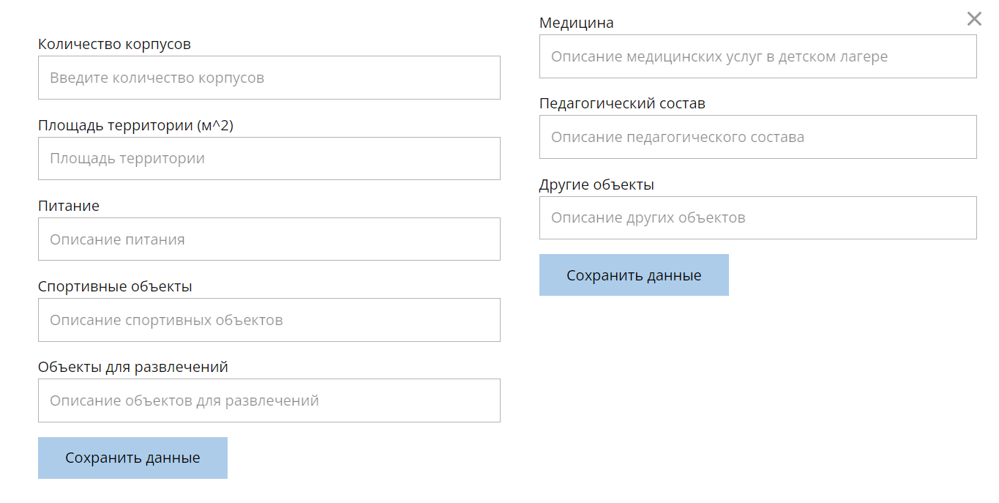 Количество корпусов
Введите количество корпусов
Площадь территории (м^2)
Площадь территории
Питание
Описание питания
Спортивные объекты
Описание спортивных объектов
Объекты для развлечений
Описание объектов для развлечений
Сохранить данные
Медицина
Описание медицинских услуг в детском лагере
Педагогический состав
Описание педагогического состава
Другие объекты
Описание других объектов
Сохранить данные